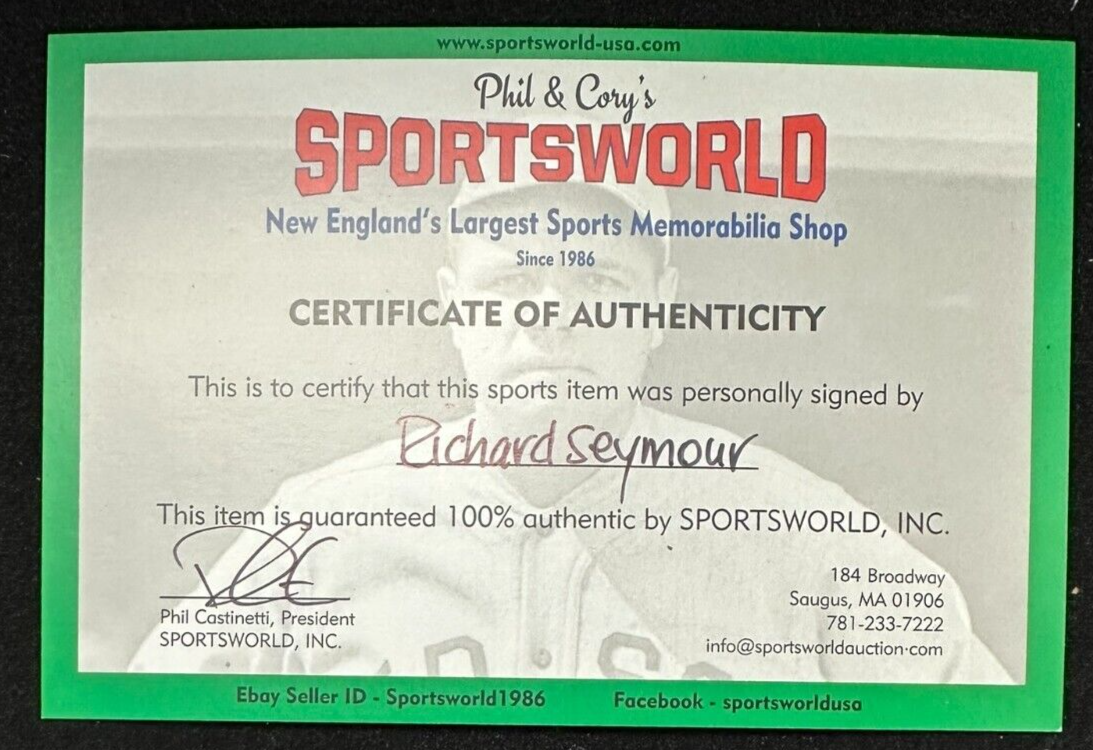 www.sportsworld-usa.com
Phil & Cory's
SPORTSWORLD
New England's Largest Sports Memorabilia Shop
Since 1986
CERTIFICATE OF AUTHENTICITY
This is to certify that this sports item was personally signed by
Richard Seymour
This item is guaranteed 100% authentic by SPORTSWORLD, INC.
Phil Castinetti, President
SPORTSWORLD, INC.
184 Broadway
Saugus, MA 01906
781-233-7222
info@sportsworldauction·com
Ebay Seller ID - Sportsworld1986
Facebook - sportsworldusa